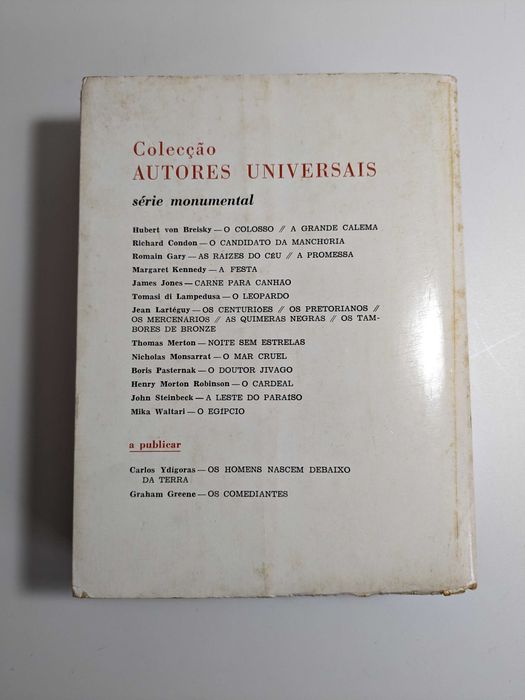 Colecção
AUTORES UNIVERSAIS
série monumental
Hubert von Breisky — O COLOSSO // A GRANDE CALEMA
Richard Condon — O CANDIDATO DA MANCHÚRIA
Romain Gary — AS RAÍZES DO CÉU // A PROMESSA
Margaret Kennedy — A FESTA
James Jones — CARNE PARA CANHÃO
Tomasi di Lampedusa — O LEOPARDO
Jean Lartéguy — OS CENTURIÕES // OS PRETORIANOS //
OS MERCENÁRIOS // AS QUIMERAS NEGRAS // OS TAM-
BORES DE BRONZE
Thomas Merton — NOITE SEM ESTRELAS
Nicholas Monsarrat — O MAR CRUEL
Boris Pasternak — O DOUTOR JIVAGO
Henry Morton Robinson — O CARDEAL
John Steinbeck — A LESTE DO PARAÍSO
Mika Waltari — O EGÍPCIO
a publicar
Carlos Ydigoras — OS HOMENS NASCEM DEBAIXO
DA TERRA
Graham Greene — OS COMEDIANTES